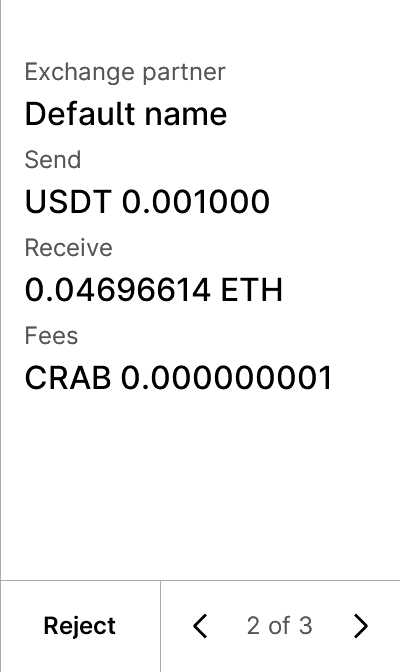 Exchange partner
Default name
Send
USDT 0.001000
Receive
0.04696614 ETH
Fees
CRAB 0.000000001
Reject
2 of 3